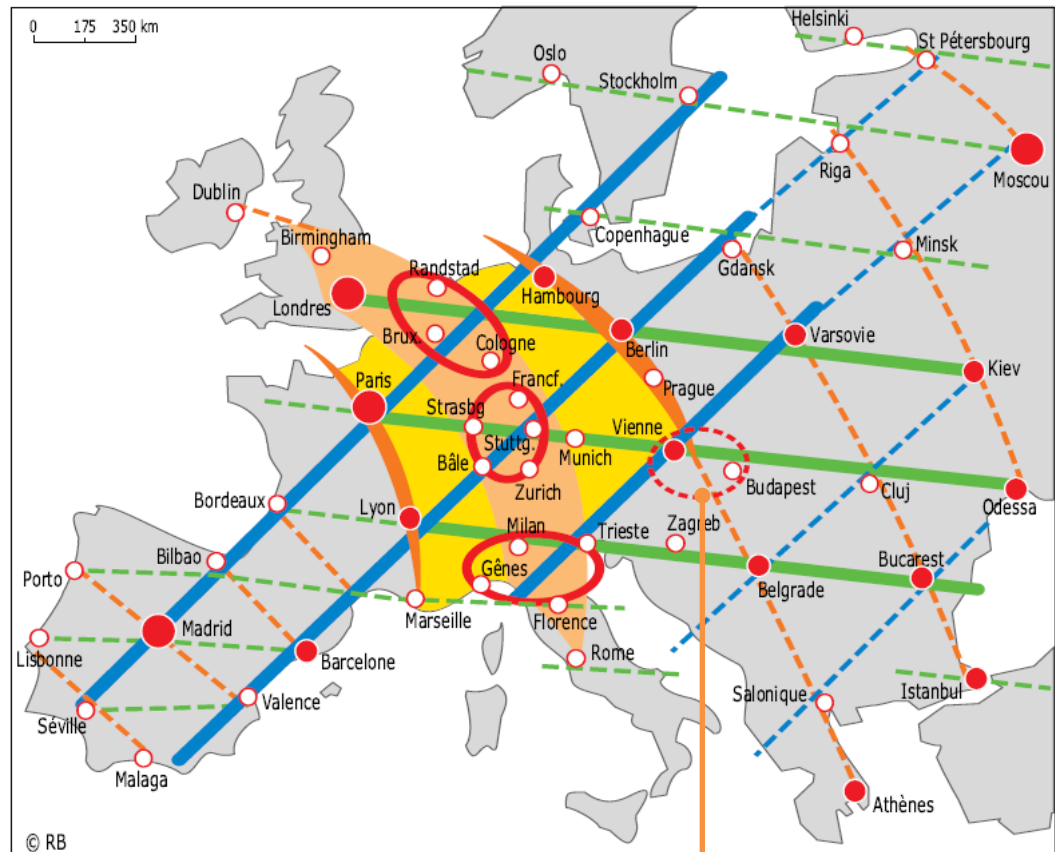 0 175 350 km
Helsinki
St Pétersbourg
Oslo
Stockholm
Riga
Moscou
Dublin
Birmingham
Copenhague
Gdansk
Minsk
Randstad
Hambourg
Londres
Brux.
Cologne
Berlin
Varsovie
Kiev
Paris
Francf.
Prague
Strasbg
Stuttg.
Vienne
Munich
Bâle
Zurich
Budapest
Cluj
Odessa
Bordeaux
Lyon
Milan
Trieste
Zagreb
Bilbao
Gênes
Belgrade
Bucarest
Porto
Marseille
Florence
Madrid
Lisbonne
Barcelone
Rome
Istanbul
Séville
Valence
Salonique
Malaga
Athènes
© RB